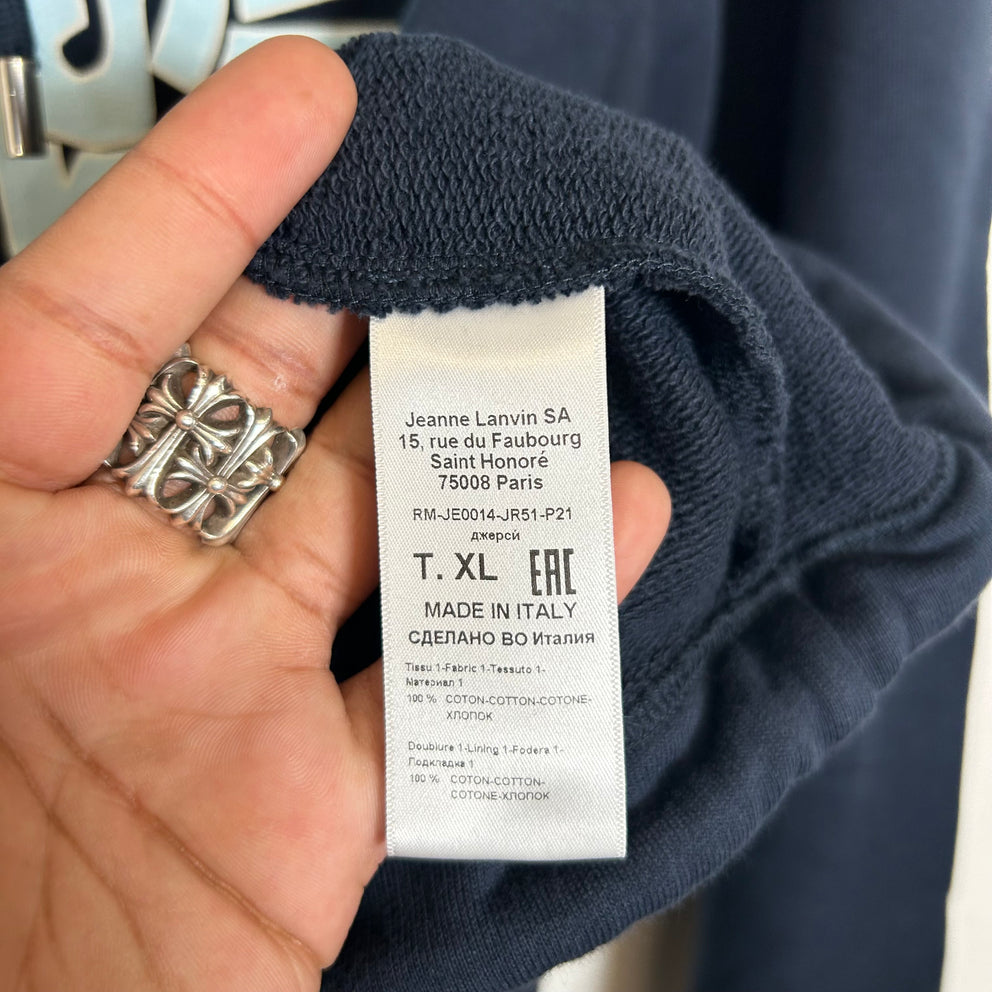 Jeanne Lanvin SA
15, rue du Faubourg
Saint Honoré
75008 Paris
RM-JE0014-JR51-P21
джерсй
T. XL EAC
MADE IN ITALY
СДЕЛАНО ВО Италия
Tissu 1-Fabric 1-Tessuto 1-
Материал 1
100 % COTON-COTTON-COTONE-
ХЛОПОК
Doublure 1-Lining 1-Fodera 1-
Подкладка 1
100 % COTON-COTTON-
COTONE-ХЛОПОК